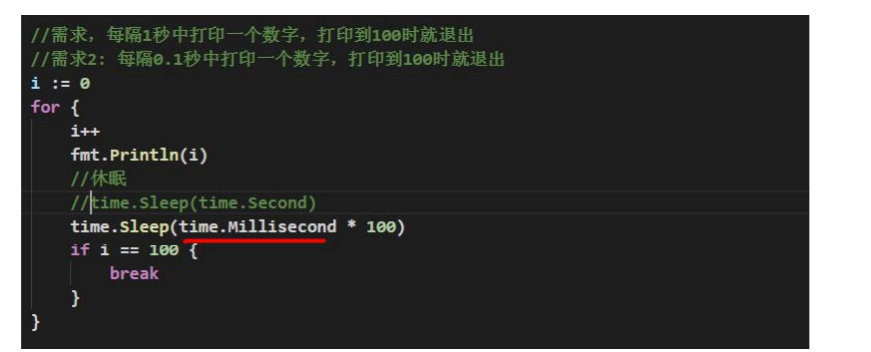 //需求，每隔1秒中打印一个数字，打印到100时就退出
//需求2: 每隔0.1秒中打印一个数字，打印到100时就退出
i := 0
for {
    i++
    fmt.Println(i)
    //休眠
    //time.Sleep(time.Second)
    time.Sleep(time.Millisecond * 100)
    if i == 100 {
        break
    }
}